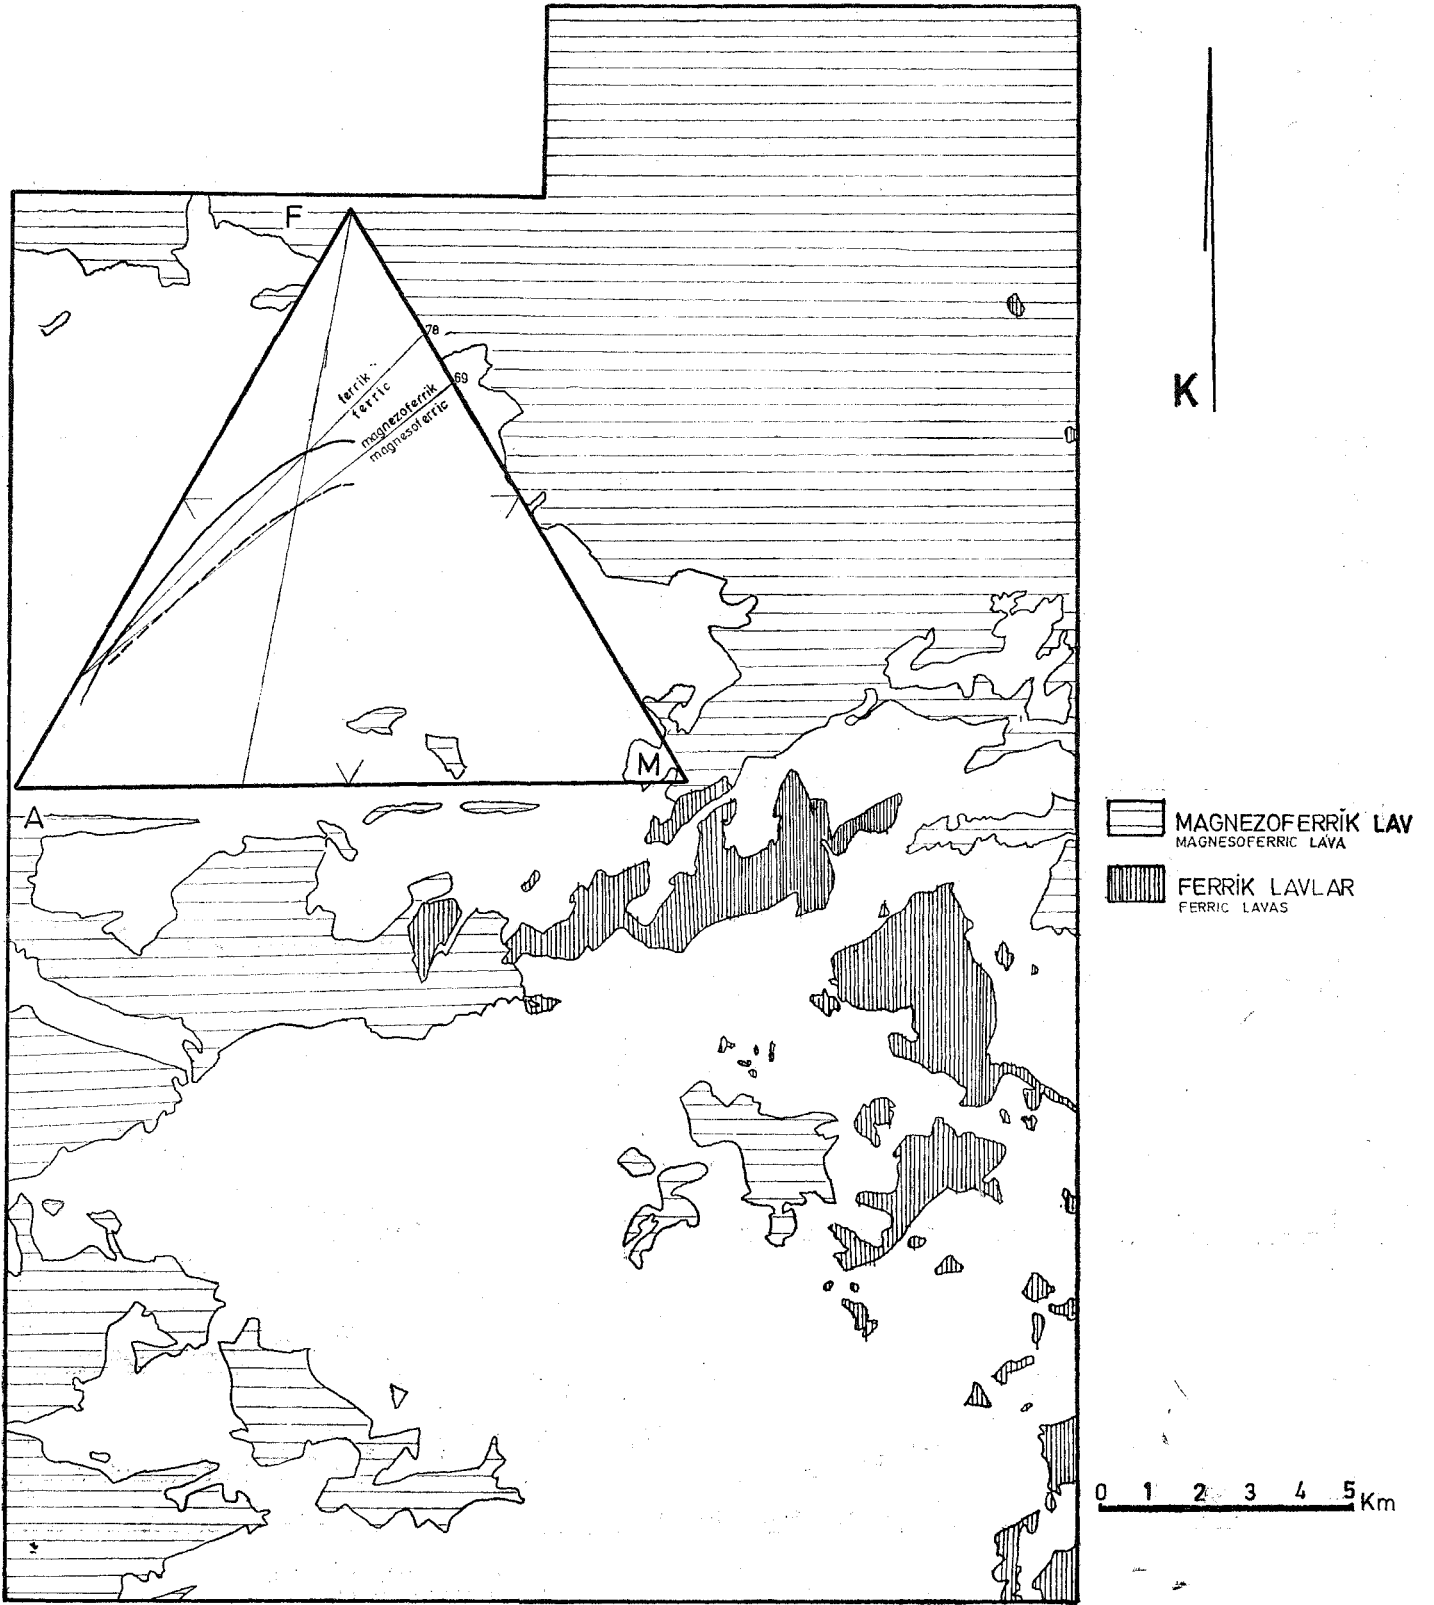 F
78
69
ferrik
ferric
magnezoferrik
magnesoferric
M
A
K
MAGNEZOFERRİK LAV
MAGNESOFERRIC LAVA
FERRİK LAVLAR
FERRIC LAVAS
0 1 2 3 4 5 Km